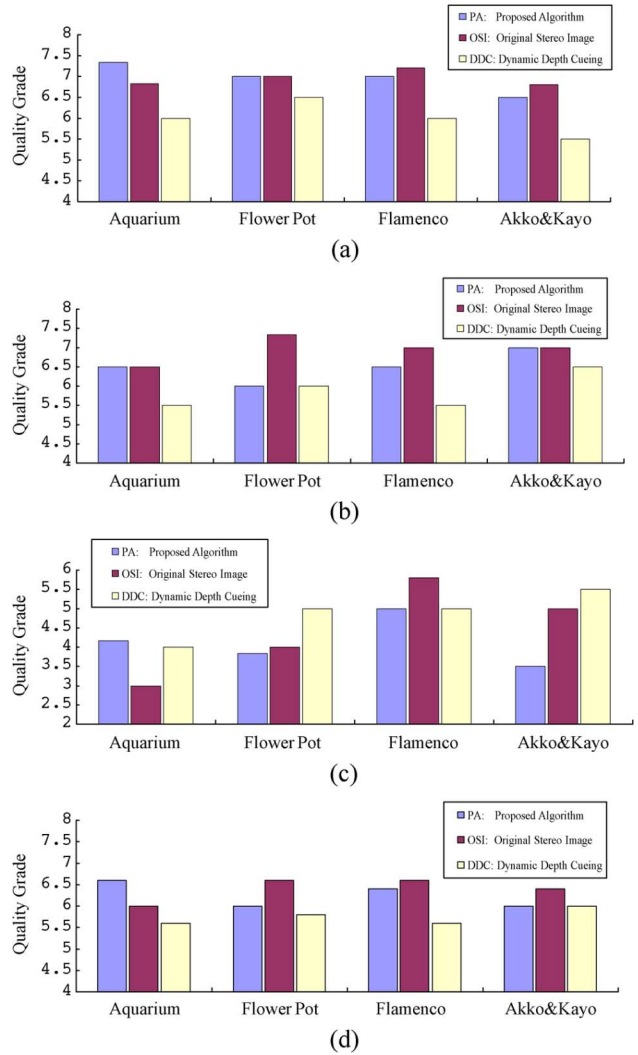 PA: Proposed Algorithm
OSI: Original Stereo Image
DDC: Dynamic Depth Cueing
Quality Grade
8
7.5
7
6.5
6
5.5
5
4.5
4
Aquarium Flower Pot Flamenco Akko&Kayo
(a)
PA: Proposed Algorithm
OSI: Original Stereo Image
DDC: Dynamic Depth Cueing
Quality Grade
8
7.5
7
6.5
6
5.5
5
4.5
4
Aquarium Flower Pot Flamenco Akko&Kayo
(b)
PA: Proposed Algorithm
OSI: Original Stereo Image
DDC: Dynamic Depth Cueing
Quality Grade
6
5.5
5
4.5
4
3.5
3
2.5
2
Aquarium Flower Pot Flamenco Akko&Kayo
(c)
PA: Proposed Algorithm
OSI: Original Stereo Image
DDC: Dynamic Depth Cueing
Quality Grade
8
7.5
7
6.5
6
5.5
5
4.5
4
Aquarium Flower Pot Flamenco Akko&Kayo
(d)